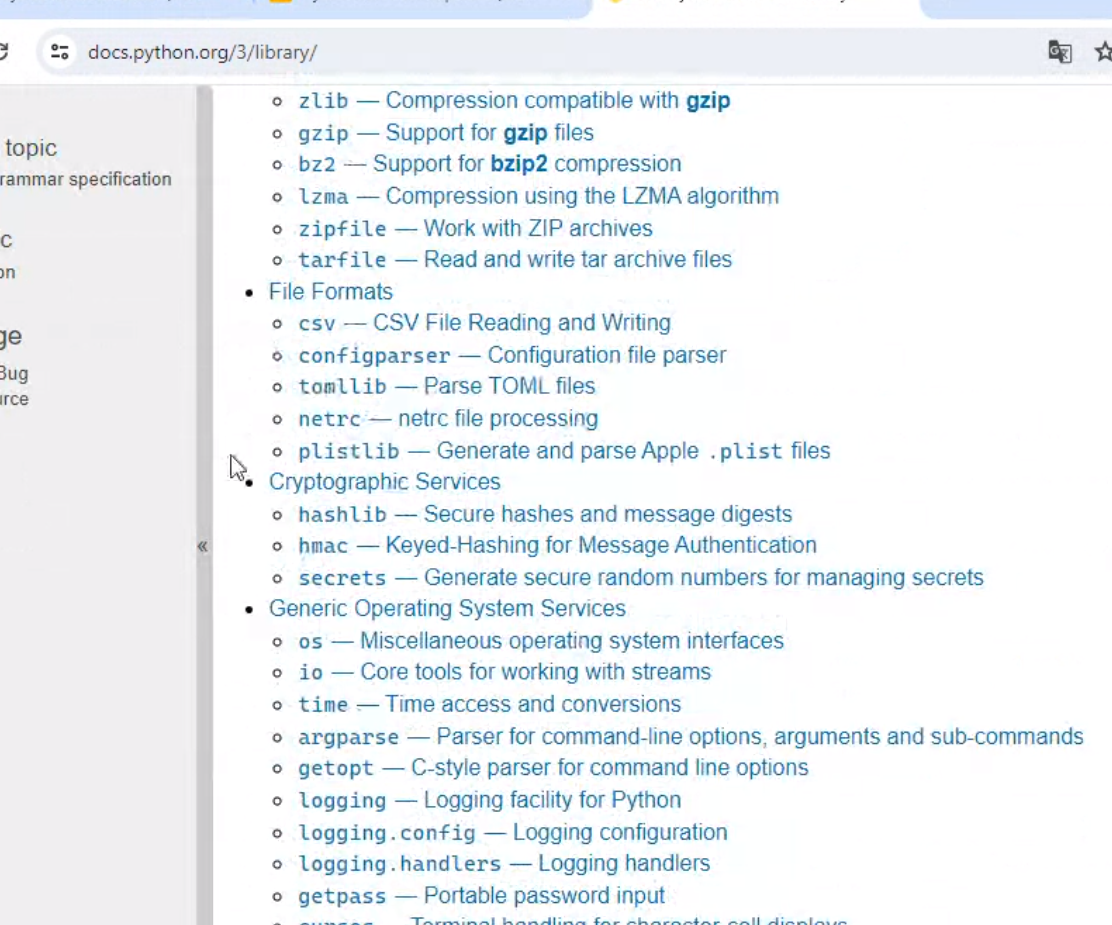 docs.python.org/3/library/
topic
rammar specification
on
Bug
zlib — Compression compatible with gzip
gzip — Support for gzip files
bz2 — Support for bzip2 compression
lzma — Compression using the LZMA algorithm
zipfile — Work with ZIP archives
tarfile — Read and write tar archive files
File Formats
csv — CSV File Reading and Writing
configparser — Configuration file parser
tomllib — Parse TOML files
netrc — netrc file processing
plistlib — Generate and parse Apple .plist files
Cryptographic Services
hashlib — Secure hashes and message digests
hmac — Keyed-Hashing for Message Authentication
secrets — Generate secure random numbers for managing secrets
Generic Operating System Services
os — Miscellaneous operating system interfaces
io — Core tools for working with streams
time — Time access and conversions
argparse — Parser for command-line options, arguments and sub-commands
getopt — C-style parser for command line options
logging — Logging facility for Python
logging.config — Logging configuration
logging.handlers — Logging handlers
getpass — Portable password input